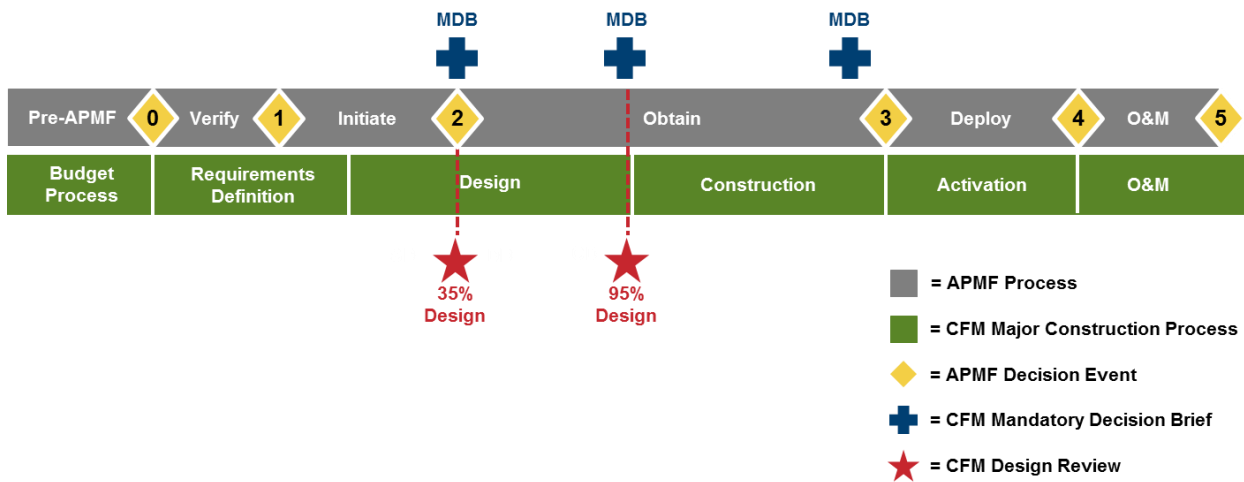 MDB MDB MDB
Pre-APMF 0 Verify 1 Initiate 2 Obtain 3 Deploy 4 O&M 5
Budget
Process
Requirements
Definition
Design
Construction
Activation
O&M
35%
Design
95%
Design
= APMF Process
= CFM Major Construction Process
= APMF Decision Event
= CFM Mandatory Decision Brief
= CFM Design Review